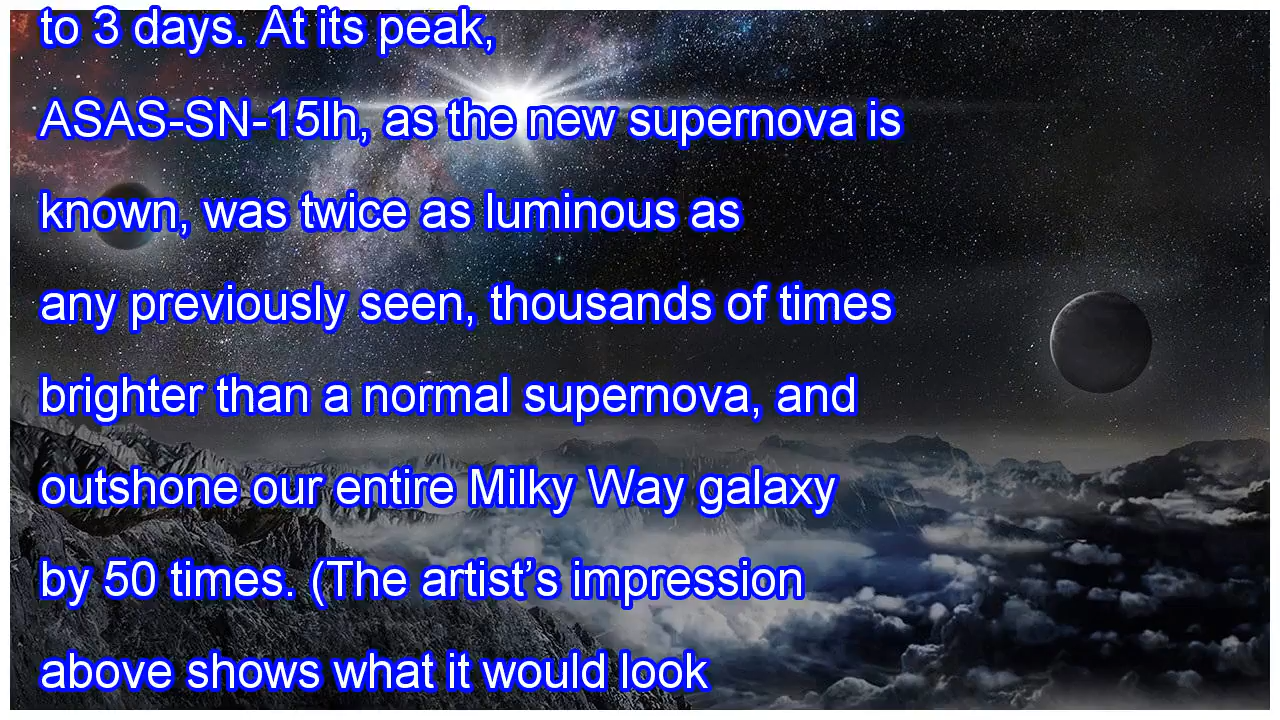 to 3 days. At its peak,
ASAS-SN-15lh, as the new supernova is
known, was twice as luminous as
any previously seen, thousands of times
brighter than a normal supernova, and
outshone our entire Milky Way galaxy
by 50 times. (The artist’s impression
above shows what it would look